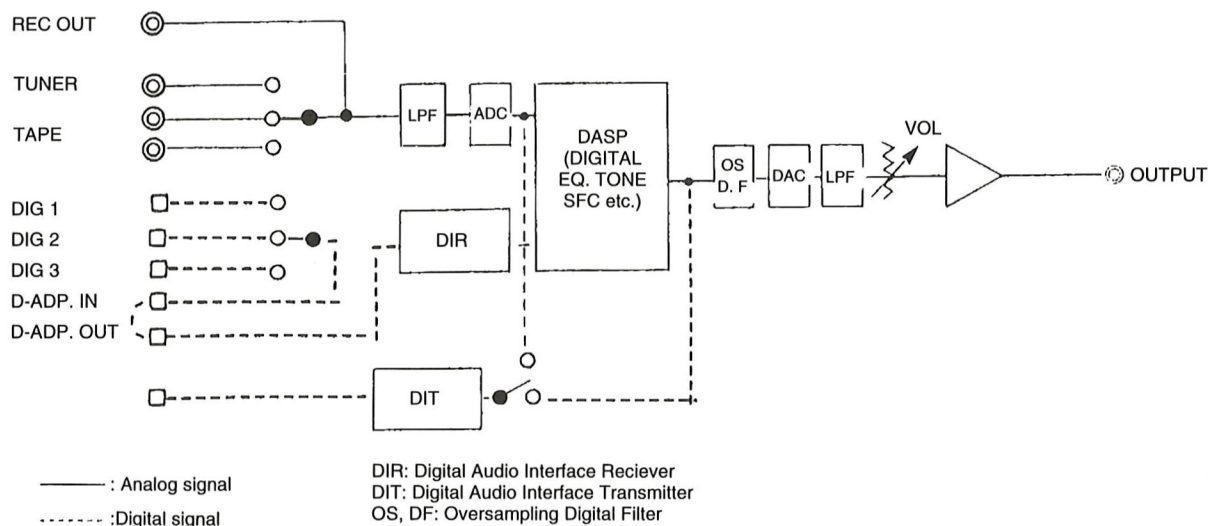 REC OUT
TUNER
TAPE
LPF
ADC
DASP
(DIGITAL
EQ. TONE
SFC etc.)
OS
D. F
DAC
LPF
VOL
OUTPUT
DIG 1
DIG 2
DIG 3
D-ADP. IN
D-ADP. OUT
DIR
DIT
: Analog signal
:Digital signal
DIR: Digital Audio Interface Reciever
DIT: Digital Audio Interface Transmitter
OS, DF: Oversampling Digital Filter